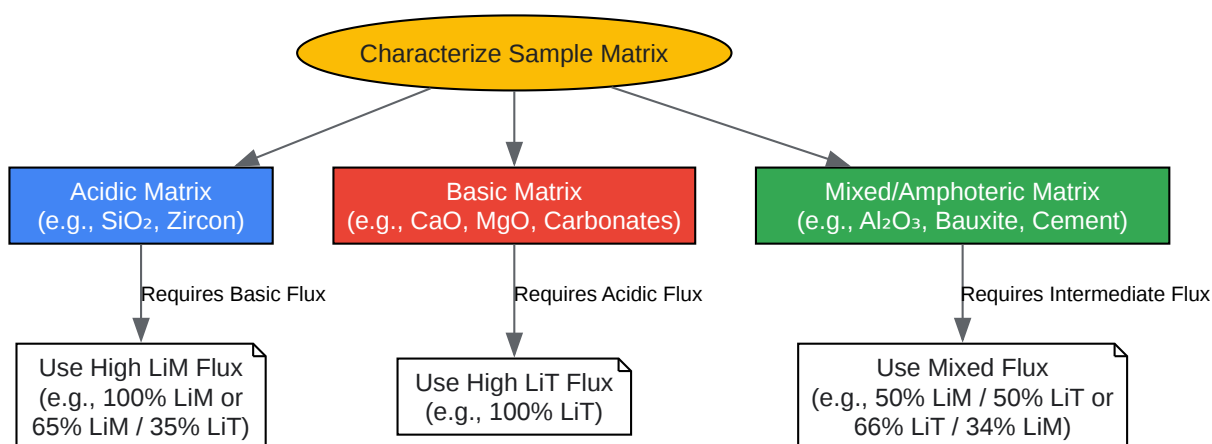 Characterize Sample Matrix
Acidic Matrix
(e.g., SiO₂, Zircon)
Basic Matrix
(e.g., CaO, MgO, Carbonates)
Mixed/Amphoteric Matrix
(e.g., Al₂O₃, Bauxite, Cement)
Requires Basic Flux
Requires Acidic Flux
Requires Intermediate Flux
Use High LiM Flux
(e.g., 100% LiM or
65% LiM / 35% LiT)
Use High LiT Flux
(e.g., 100% LiT)
Use Mixed Flux
(e.g., 50% LiM / 50% LiT or
66% LiT / 34% LiM)